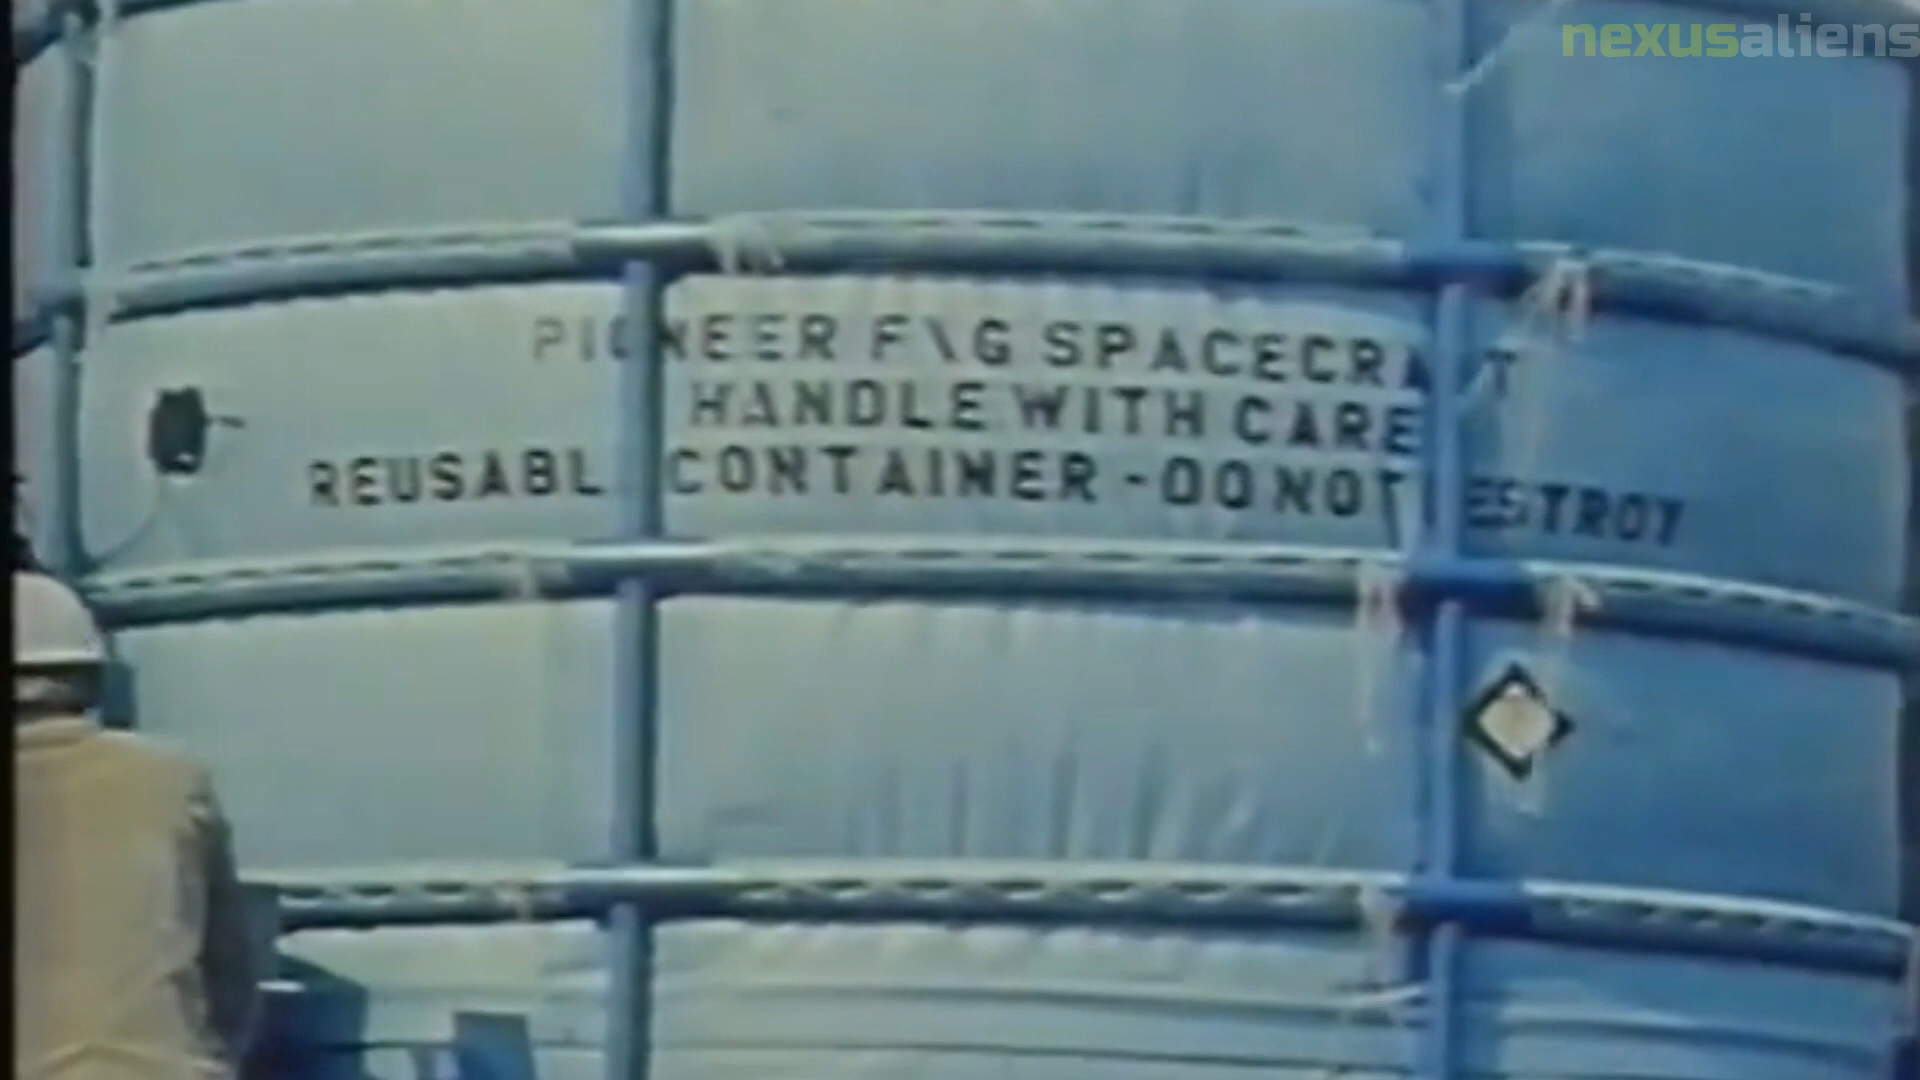 nexusaliens
PIONEER F\G SPACECRAFT
HANDLE WITH CARE
REUSABLE CONTAINER - DO NOT DESTROY